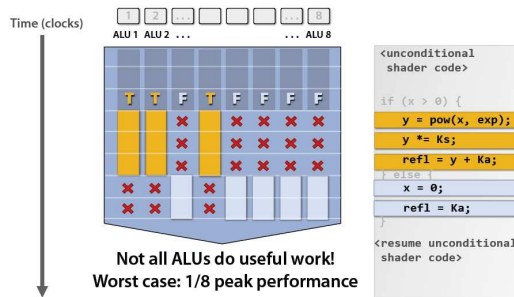 Time (clocks)
1 2 ... 8
ALU 1 ALU 2 . . . . . . ALU 8
T T F T F F F F
Not all ALUs do useful work!
Worst case: 1/8 peak performance
<unconditional
shader code>
if (x > 0) {
y = pow(x, exp);
y *= Ks;
refl = y + Ka;
} else {
x = 0;
refl = Ka;
}
<resume unconditional
shader code>